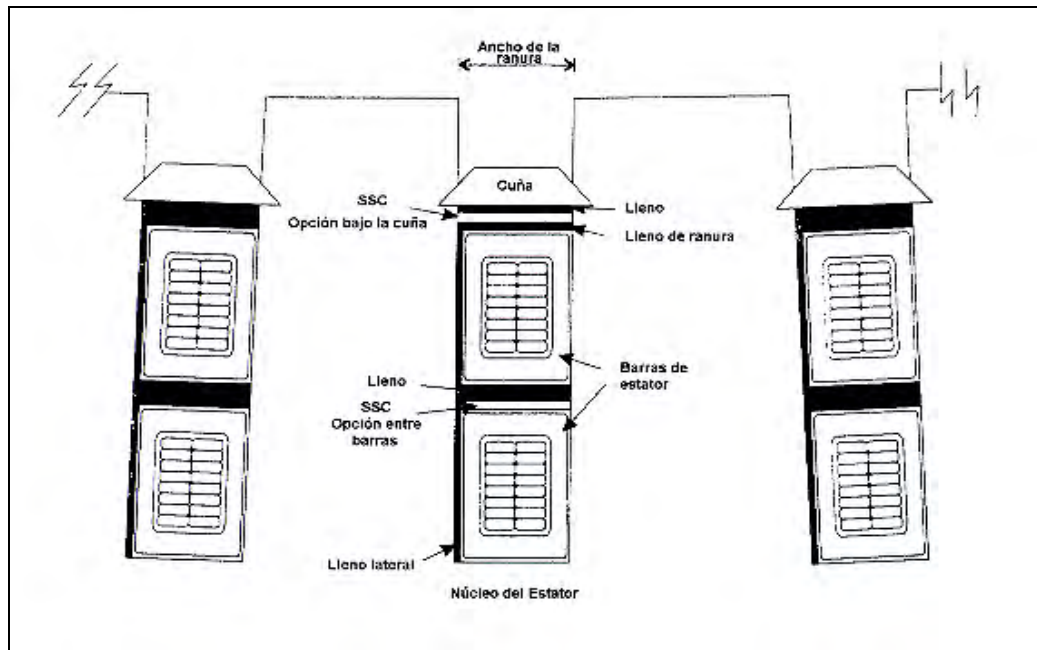 Ancho de la
ranura
Cuña
SSC
Opción bajo la cuña
Lleno
Lleno de ranura
Lleno
SSC
Opción entre
barras
Barras de
estator
Lleno lateral
Núcleo del Estator